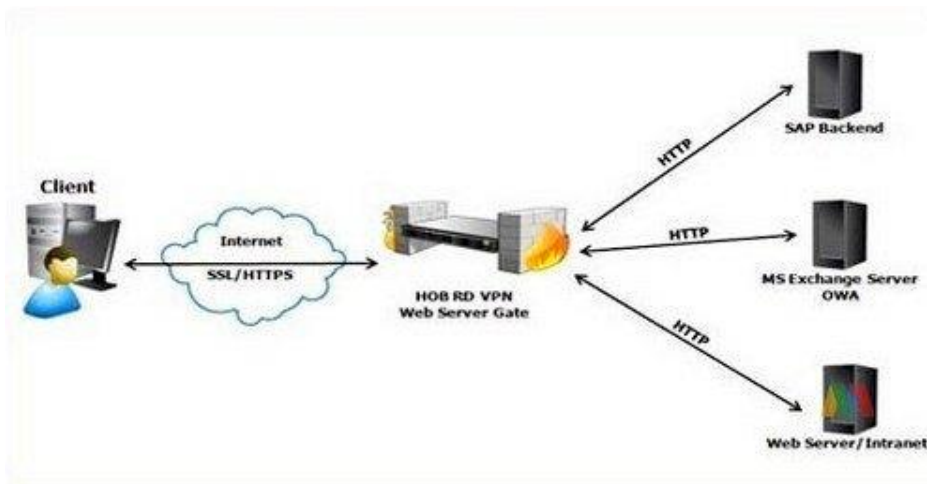 Client
Internet
SSL/HTTPS
HOB RD VPN
Web Server Gate
HTTP
SAP Backend
HTTP
MS Exchange Server
OWA
HTTP
Web Server/Intranet